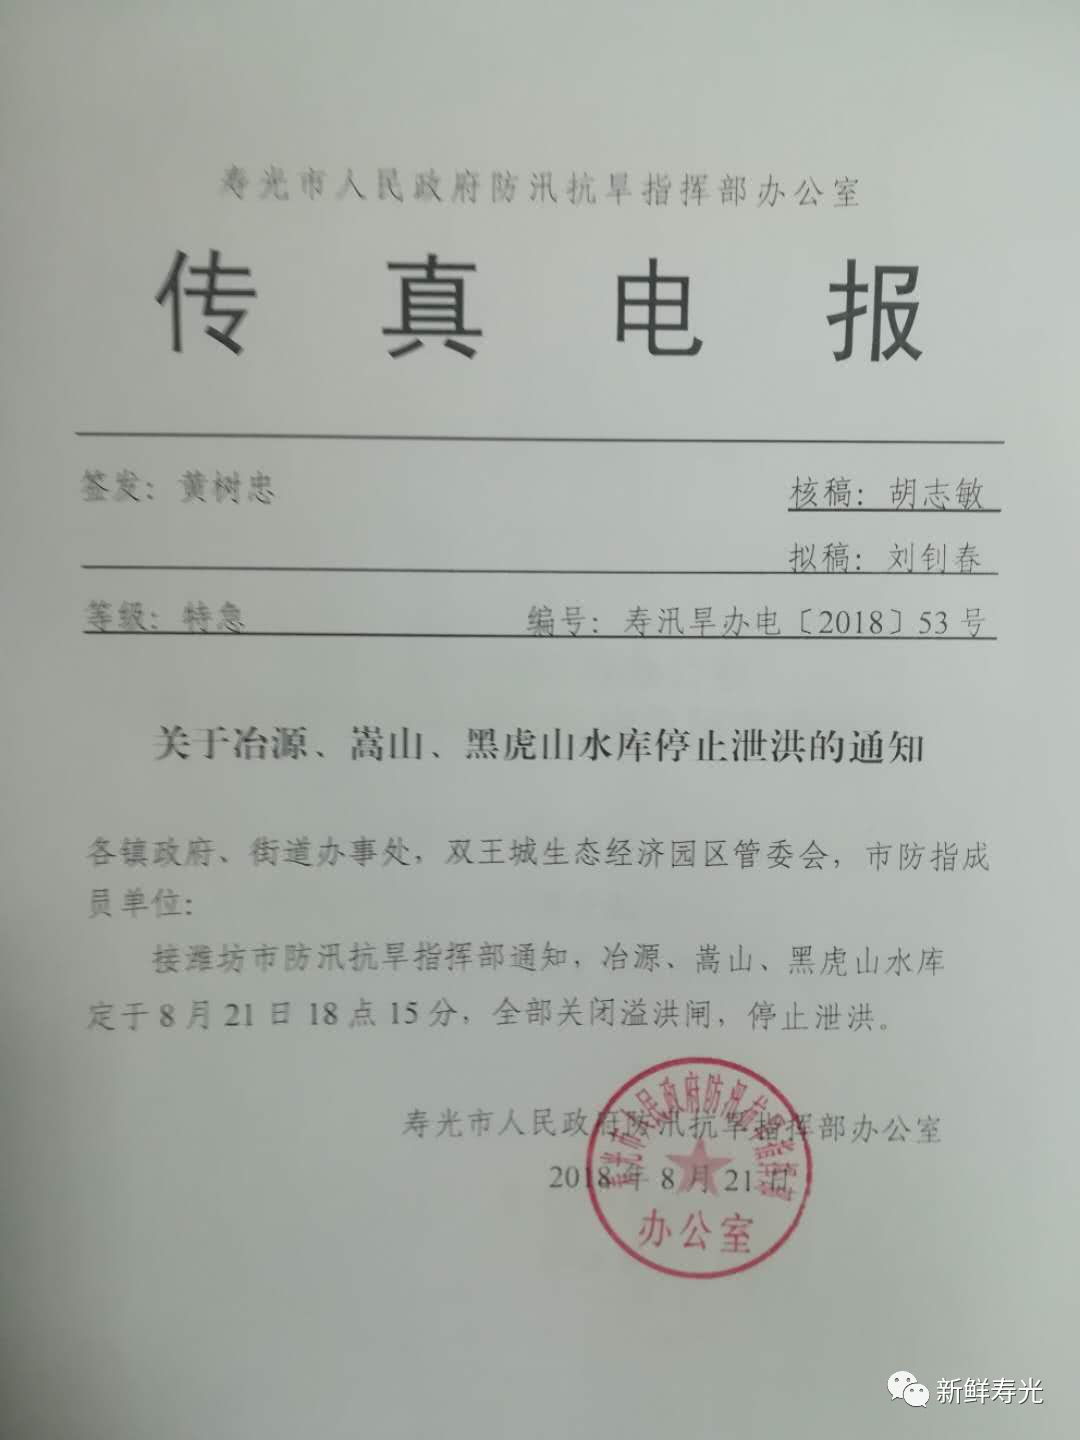 寿光市人民政府防汛抗旱指挥部办公室
传真电报
签发：黄树忠
核稿：胡志敏
拟稿：刘钊春
等级：特急 编号：寿汛旱办电〔2018〕53号
关于冶源、嵩山、黑虎山水库停止泄洪的通知
各镇政府、街道办事处，双王城生态经济园区管委会，市防指成
员单位：
接潍坊市防汛抗旱指挥部通知，冶源、嵩山、黑虎山水库
定于8月21日18点15分，全部关闭溢洪闸，停止泄洪。
寿光市人民政府防汛抗旱指挥部办公室
2018年8月21日
寿光市人民政府防汛抗旱指挥部
办公室
新鲜寿光